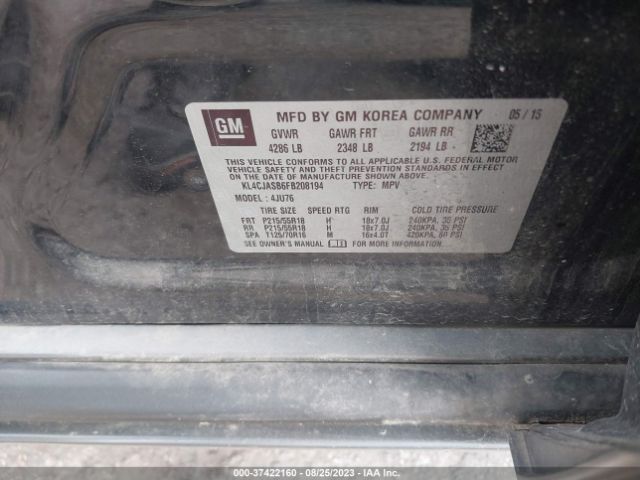 GM
MFD BY GM KOREA COMPANY 05/15
GVWR GAWR FRT GAWR RR
4286 LB 2348 LB 2194 LB
THIS VEHICLE CONFORMS TO ALL APPLICABLE U.S. FEDERAL MOTOR
VEHICLE SAFETY, BUMPER, AND THEFT PREVENTION STANDARDS IN
EFFECT ON THE DATE OF MANUFACTURE SHOWN ABOVE.
KL4CJASB6FB208194 TYPE: MPV
MODEL: 4JU76
TIRE SIZE SPEED RTG RIM COLD TIRE PRESSURE
FRT P215/55R18 H 18x7.0J 240KPA, 35 PSI
RR P215/55R18 H 18x7.0J 240KPA, 35 PSI
SPA T125/70R16 M 16x4.0T 420KPA, 60 PSI
SEE OWNER'S MANUAL FOR MORE INFORMATION.
000-37422160 - 08/25/2023 - IAA Inc.